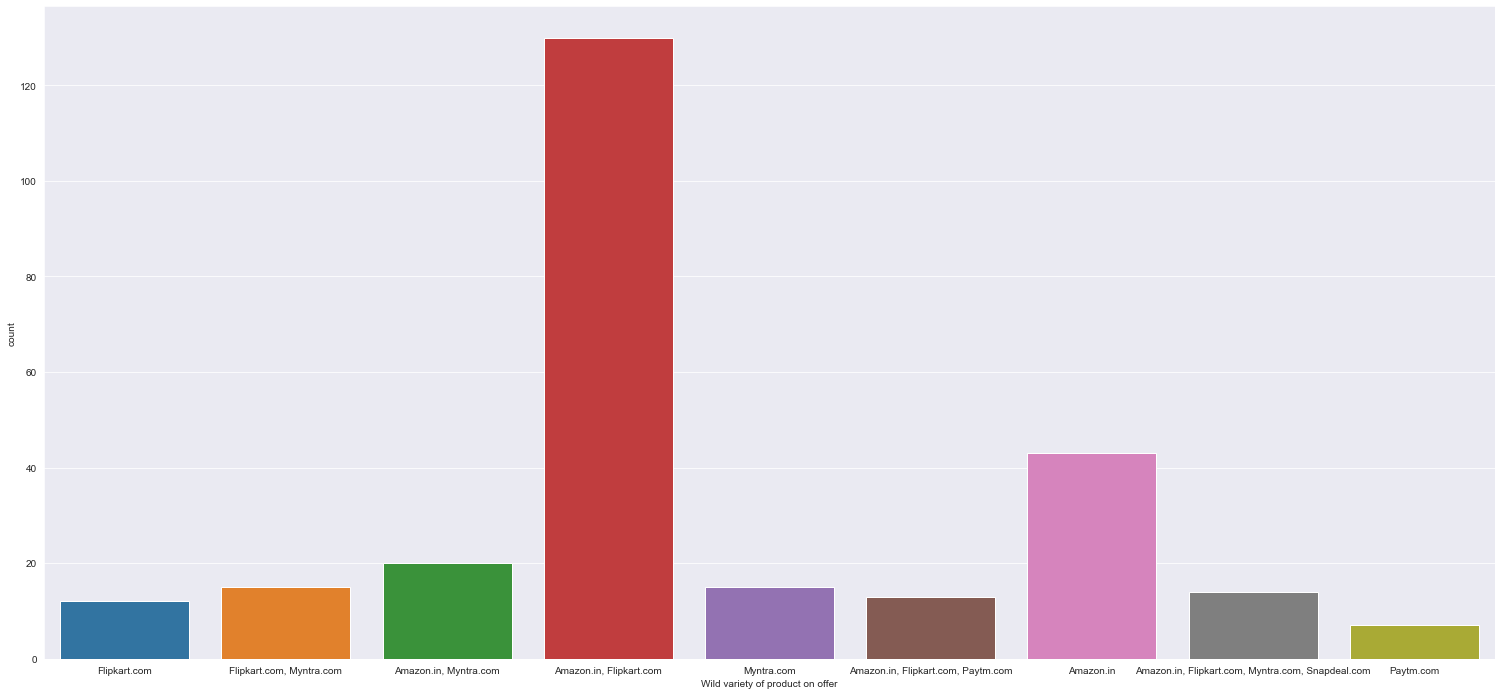 120
100
80
60
40
20
0
count
Flipkart.com
Flipkart.com, Myntra.com
Amazon.in, Myntra.com
Amazon.in, Flipkart.com
Myntra.com
Amazon.in, Flipkart.com, Paytm.com
Amazon.in
Amazon.in, Flipkart.com, Myntra.com, Snapdeal.com
Paytm.com
Wild variety of product on offer